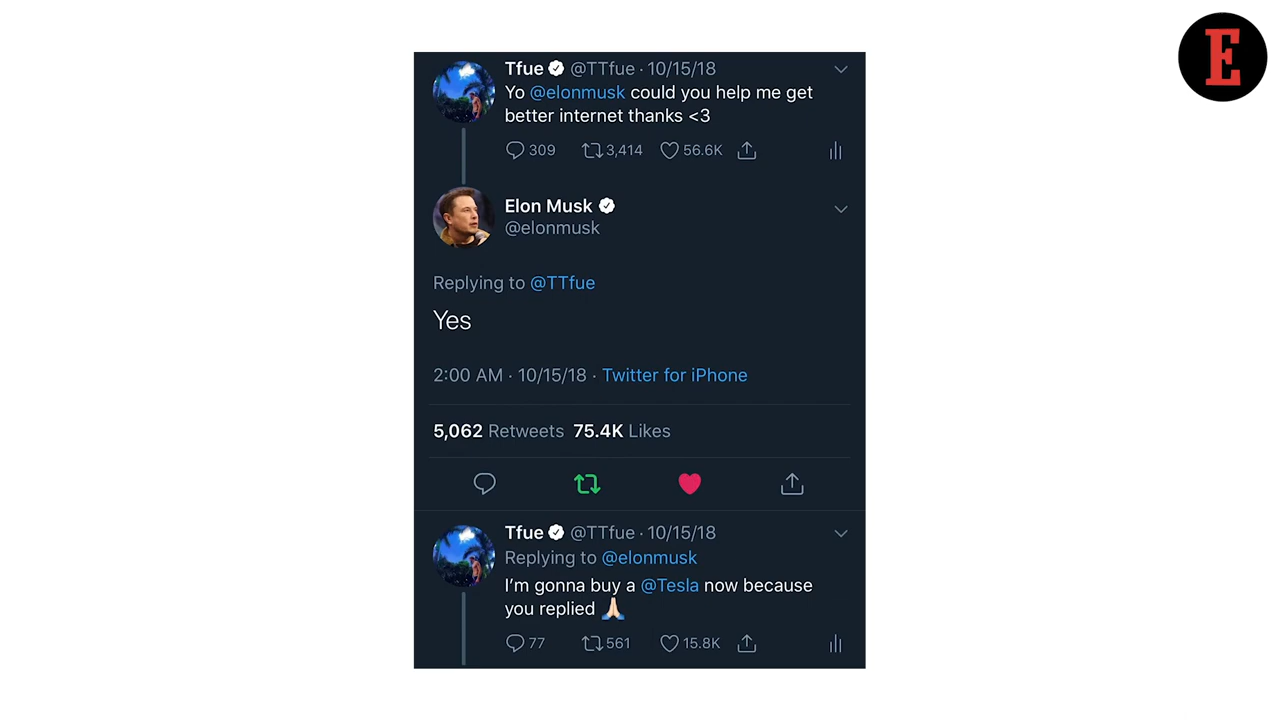 E
Tfue @TTfue · 10/15/18
Yo @elonmusk could you help me get
better internet thanks <3
309 3,414 56.6K
Elon Musk
@elonmusk
Replying to @TTfue
Yes
2:00 AM · 10/15/18 · Twitter for iPhone
5,062 Retweets 75.4K Likes
Tfue @TTfue · 10/15/18
Replying to @elonmusk
I’m gonna buy a @Tesla now because
you replied 🙏🏻
77 561 15.8K